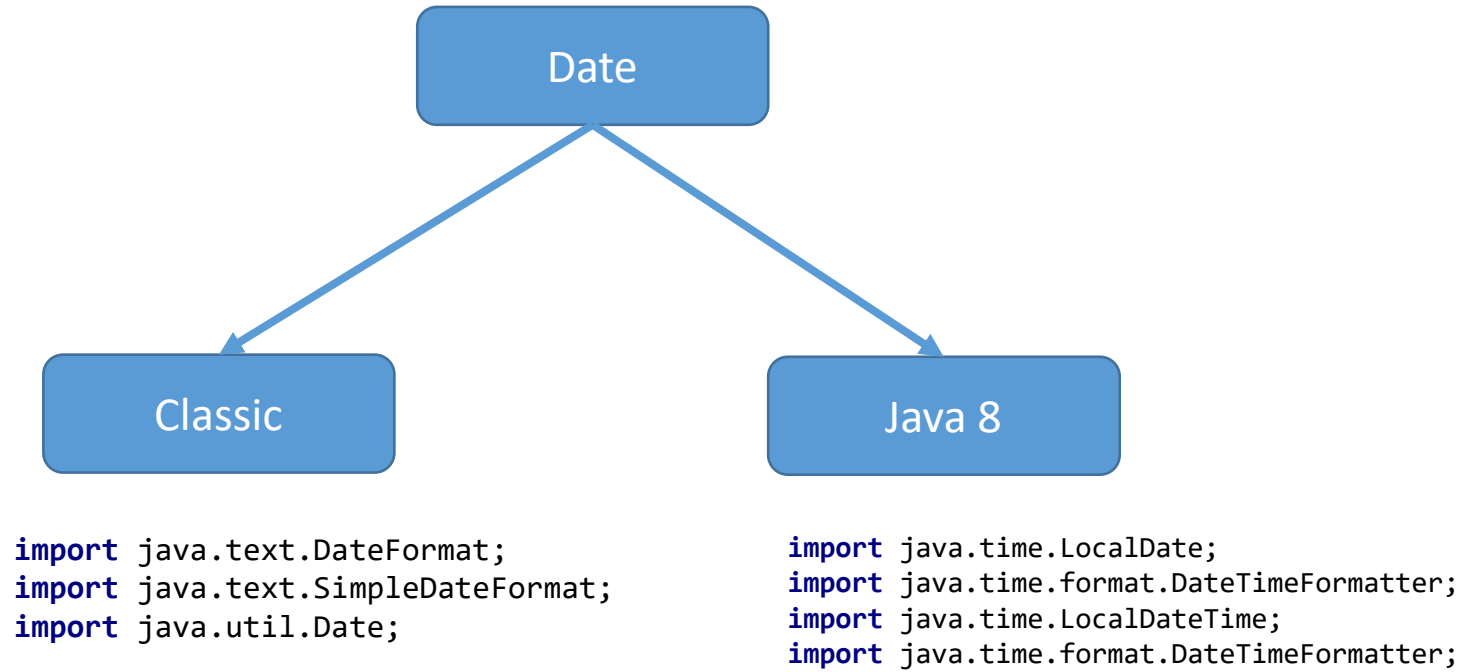 Date
Classic
Java 8
import java.text.DateFormat;
import java.text.SimpleDateFormat;
import java.util.Date;
import java.time.LocalDate;
import java.time.format.DateTimeFormatter;
import java.time.LocalDateTime;
import java.time.format.DateTimeFormatter;